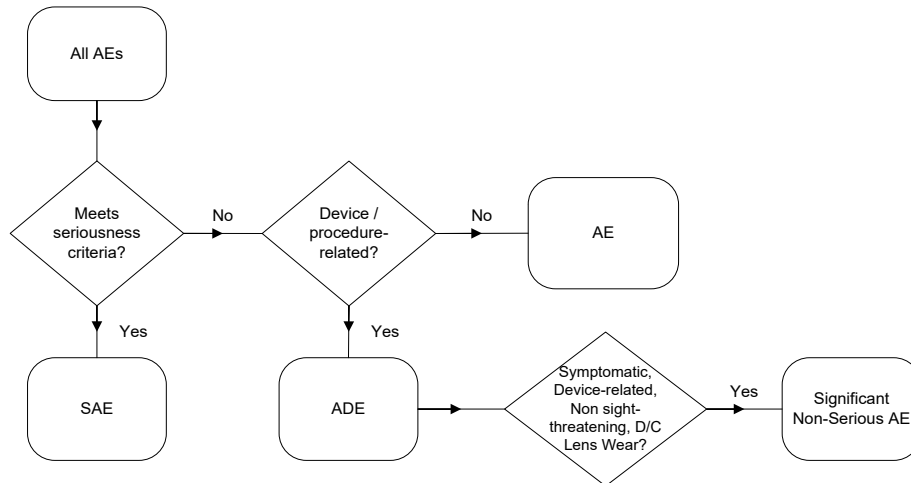 All AEs
Meets
seriousness
criteria?
No
Device /
procedure-
related?
No
AE
Yes
Yes
SAE
ADE
Symptomatic,
Device-related,
Non sight-
threatening, D/C
Lens Wear?
Yes
Significant
Non-Serious AE